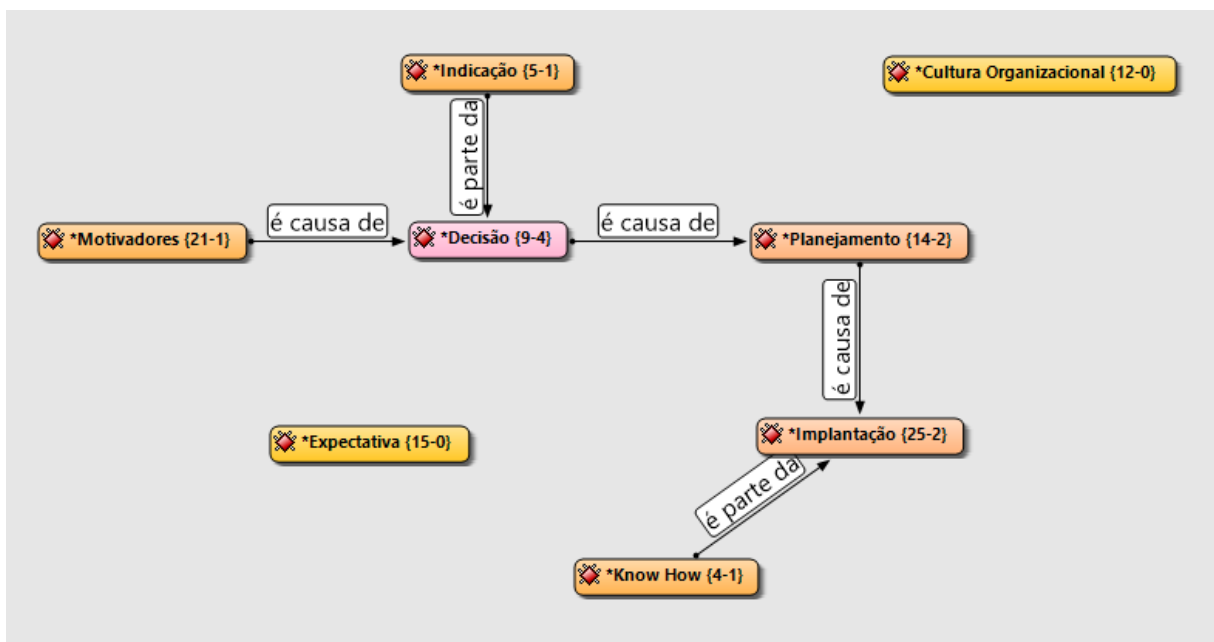 *Indicação {5-1}
*Cultura Organizacional {12-0}
é parte da
*Motivadores {21-1}
é causa de
*Decisão {9-4}
é causa de
*Planejamento {14-2}
é causa de
*Expectativa {15-0}
*Implantação {25-2}
é parte da
*Know How {4-1}